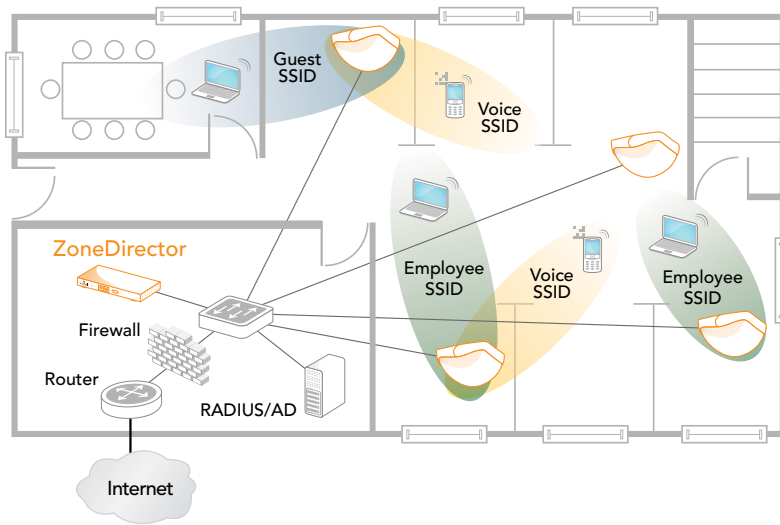 Guest
SSID
Voice
SSID
ZoneDirector
Employee
SSID
Voice
SSID
Employee
SSID
Firewall
Router
RADIUS/AD
Internet